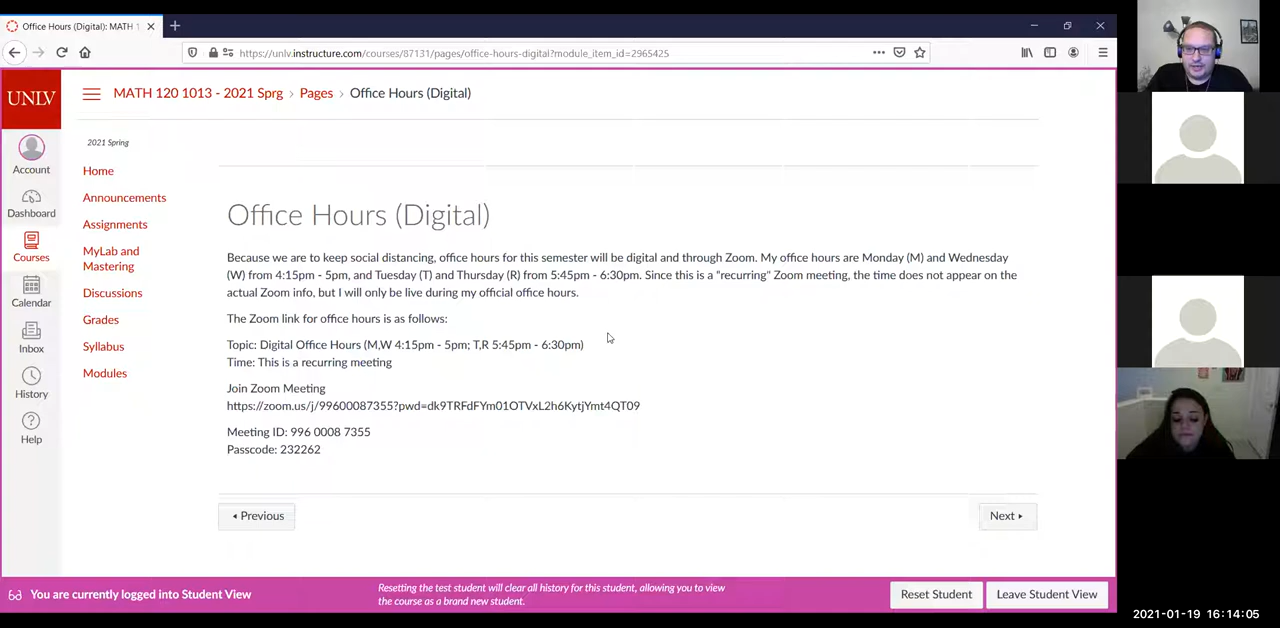 Office Hours (Digital): MATH 1
https://unlv.instructure.com/courses/87131/pages/office-hours-digital?module_item_id=2965425
UNLV
MATH 120 1013 - 2021 Sprg › Pages › Office Hours (Digital)
2021 Spring
Account
Dashboard
Courses
Calendar
Inbox
History
Help
Home
Announcements
Assignments
MyLab and
Mastering
Discussions
Grades
Syllabus
Modules
Office Hours (Digital)
Because we are to keep social distancing, office hours for this semester will be digital and through Zoom. My office hours are Monday (M) and Wednesday
(W) from 4:15pm - 5pm, and Tuesday (T) and Thursday (R) from 5:45pm - 6:30pm. Since this is a "recurring" Zoom meeting, the time does not appear on the
actual Zoom info, but I will only be live during my official office hours.
The Zoom link for office hours is as follows:
Topic: Digital Office Hours (M,W 4:15pm - 5pm; T,R 5:45pm - 6:30pm)
Time: This is a recurring meeting
Join Zoom Meeting
https://zoom.us/j/99600087355?pwd=dk9TRFdFYm01OTVxL2h6KytjYmt4QT09
Meeting ID: 996 0008 7355
Passcode: 232262
Previous
Next
You are currently logged into Student View
Resetting the test student will clear all history for this student, allowing you to view
the course as a brand new student.
Reset Student
Leave Student View
2021-01-19 16:14:05